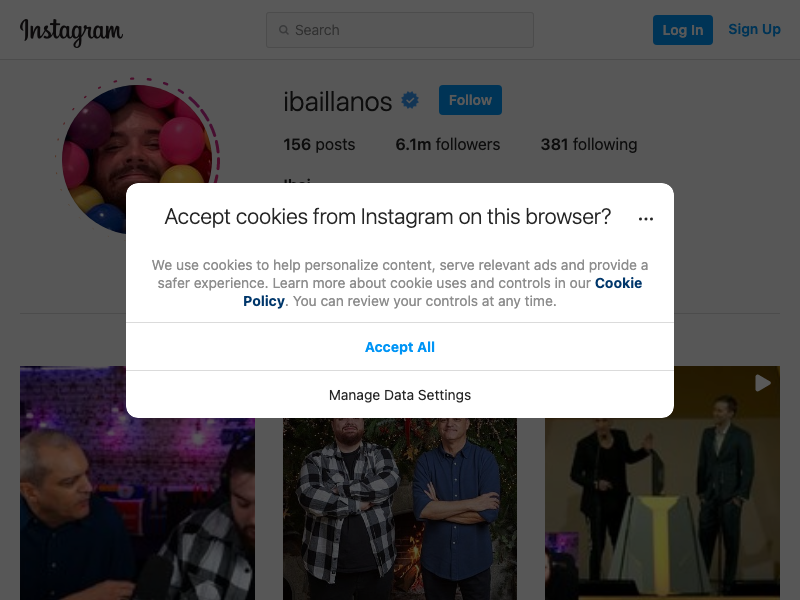 Instagram
Search
Log In
Sign Up
ibaillanos
Follow
156 posts
6.1m followers
381 following
Accept cookies from Instagram on this browser?
We use cookies to help personalize content, serve relevant ads and provide a
safer experience. Learn more about cookie uses and controls in our Cookie
Policy. You can review your controls at any time.
Accept All
Manage Data Settings